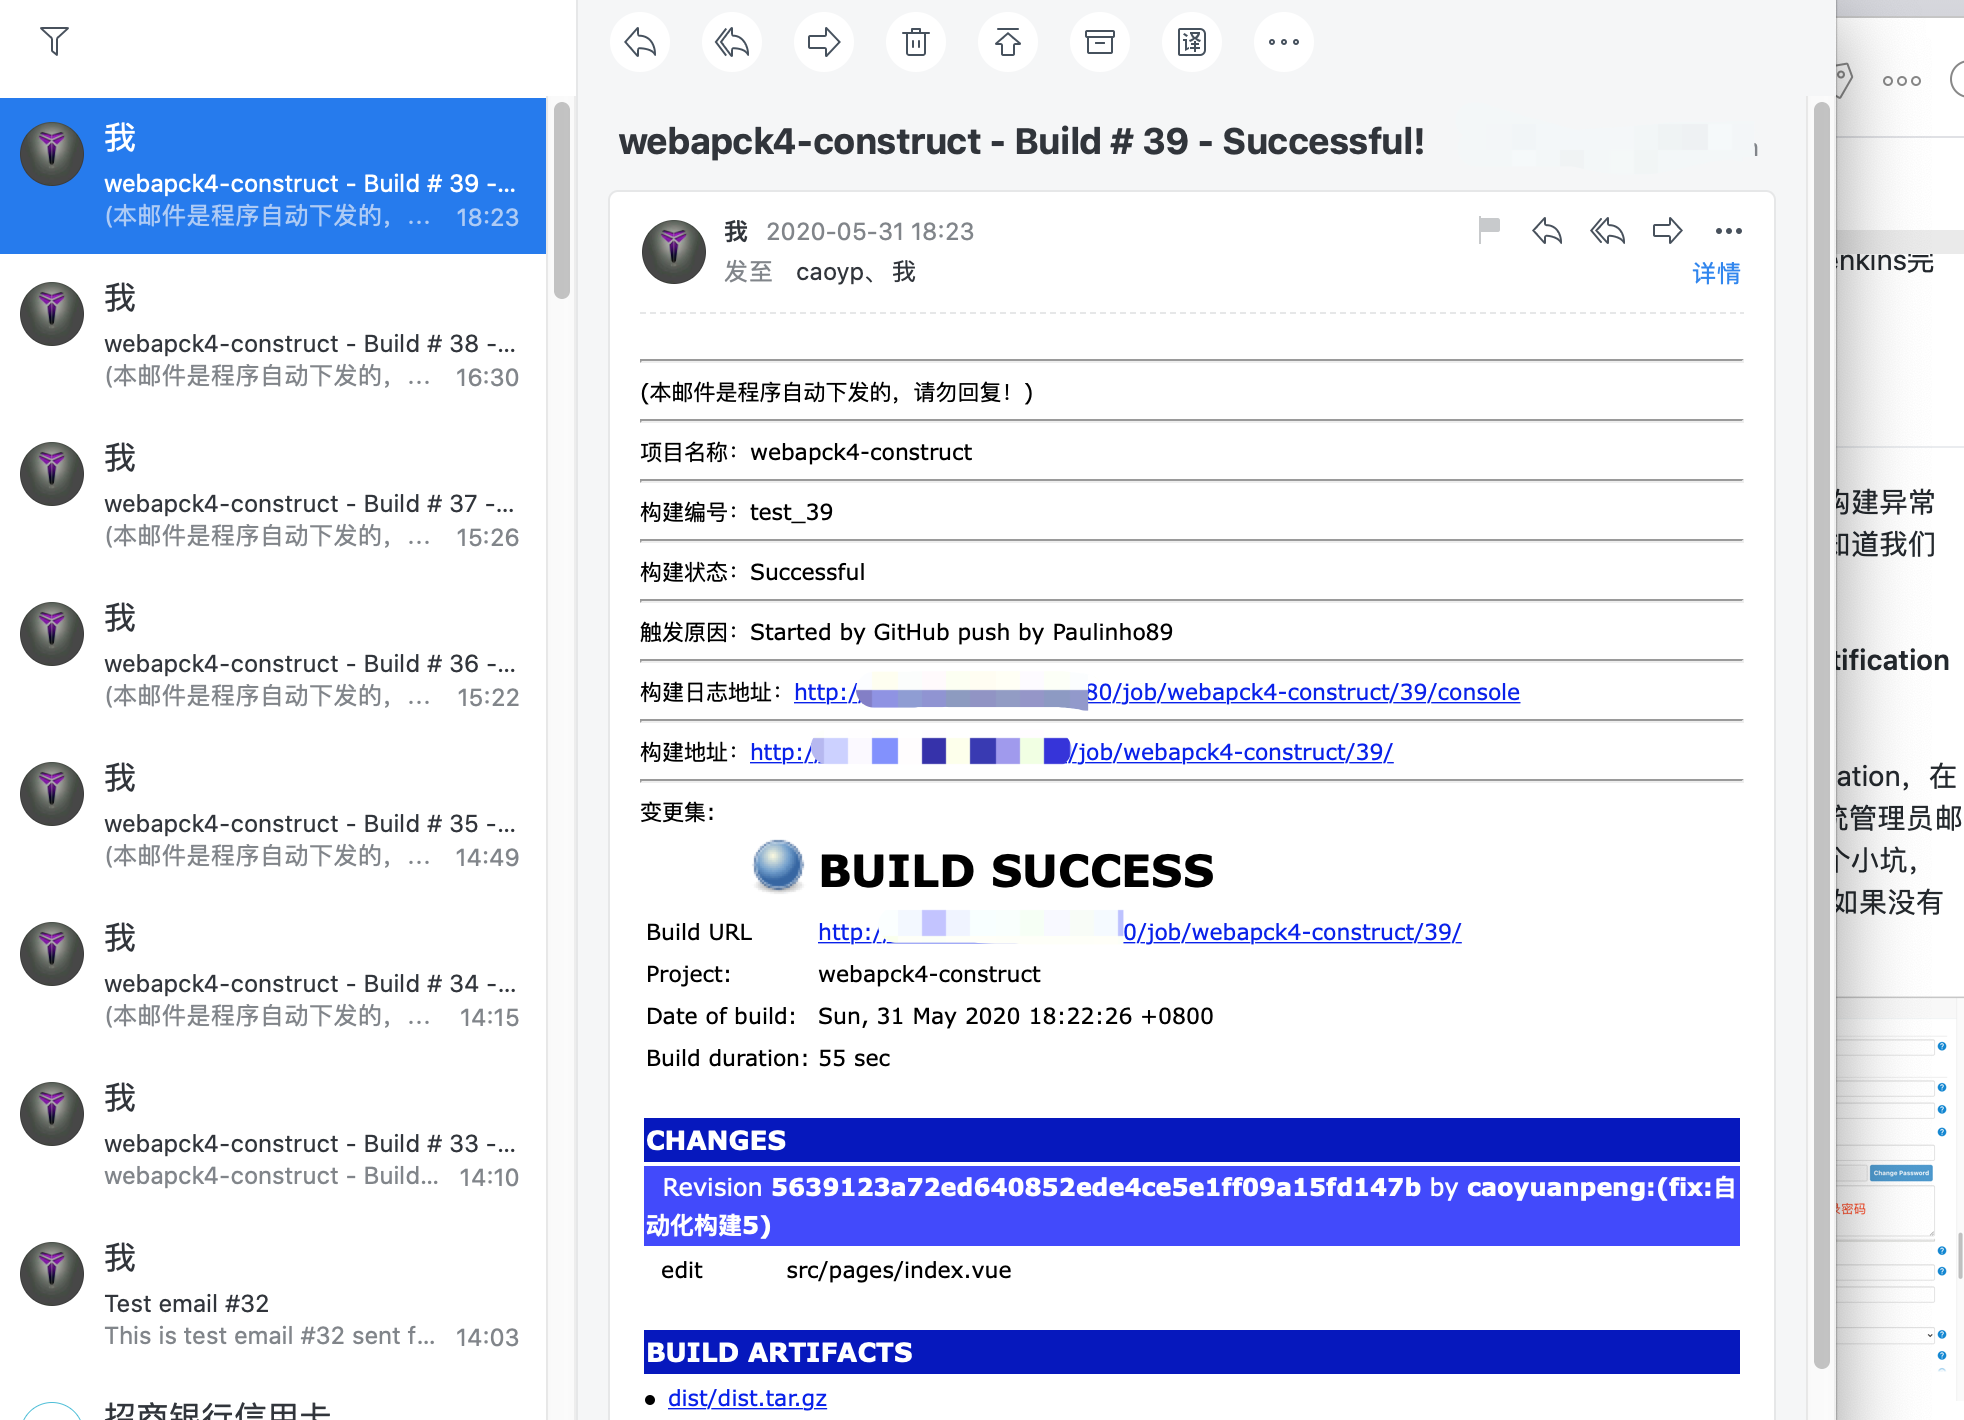 我
webapck4-construct - Build # 39 -...
(本邮件是程序自动下发的，... 18:23
我
webapck4-construct - Build # 38 -...
(本邮件是程序自动下发的，... 16:30
我
webapck4-construct - Build # 37 -...
(本邮件是程序自动下发的，... 15:26
我
webapck4-construct - Build # 36 -...
(本邮件是程序自动下发的，... 15:22
我
webapck4-construct - Build # 35 -...
(本邮件是程序自动下发的，... 14:49
我
webapck4-construct - Build # 34 -...
(本邮件是程序自动下发的，... 14:15
我
webapck4-construct - Build # 33 -...
webapck4-construct - Build... 14:10
我
Test email #32
This is test email #32 sent f... 14:03
招商银行信用卡
译
webapck4-construct - Build # 39 - Successful!
我 2020-05-31 18:23
发至 caoyp、我
详情
(本邮件是程序自动下发的，请勿回复！)
项目名称：webapck4-construct
构建编号：test_39
构建状态：Successful
触发原因：Started by GitHub push by Paulinho89
构建日志地址：http:/ 80/job/webapck4-construct/39/console
构建地址：http:/ /job/webapck4-construct/39/
变更集:
BUILD SUCCESS
Build URL http:/ 0/job/webapck4-construct/39/
Project: webapck4-construct
Date of build: Sun, 31 May 2020 18:22:26 +0800
Build duration: 55 sec
CHANGES
Revision 5639123a72ed640852ede4ce5e1ff09a15fd147b by caoyuanpeng:(fix:自
动化构建5)
edit src/pages/index.vue
BUILD ARTIFACTS
dist/dist.tar.gz
enkins完
构建异常
知道我们
tification
ation，在
统管理员邮
个小坑，
如果没有
Change Password
录密码